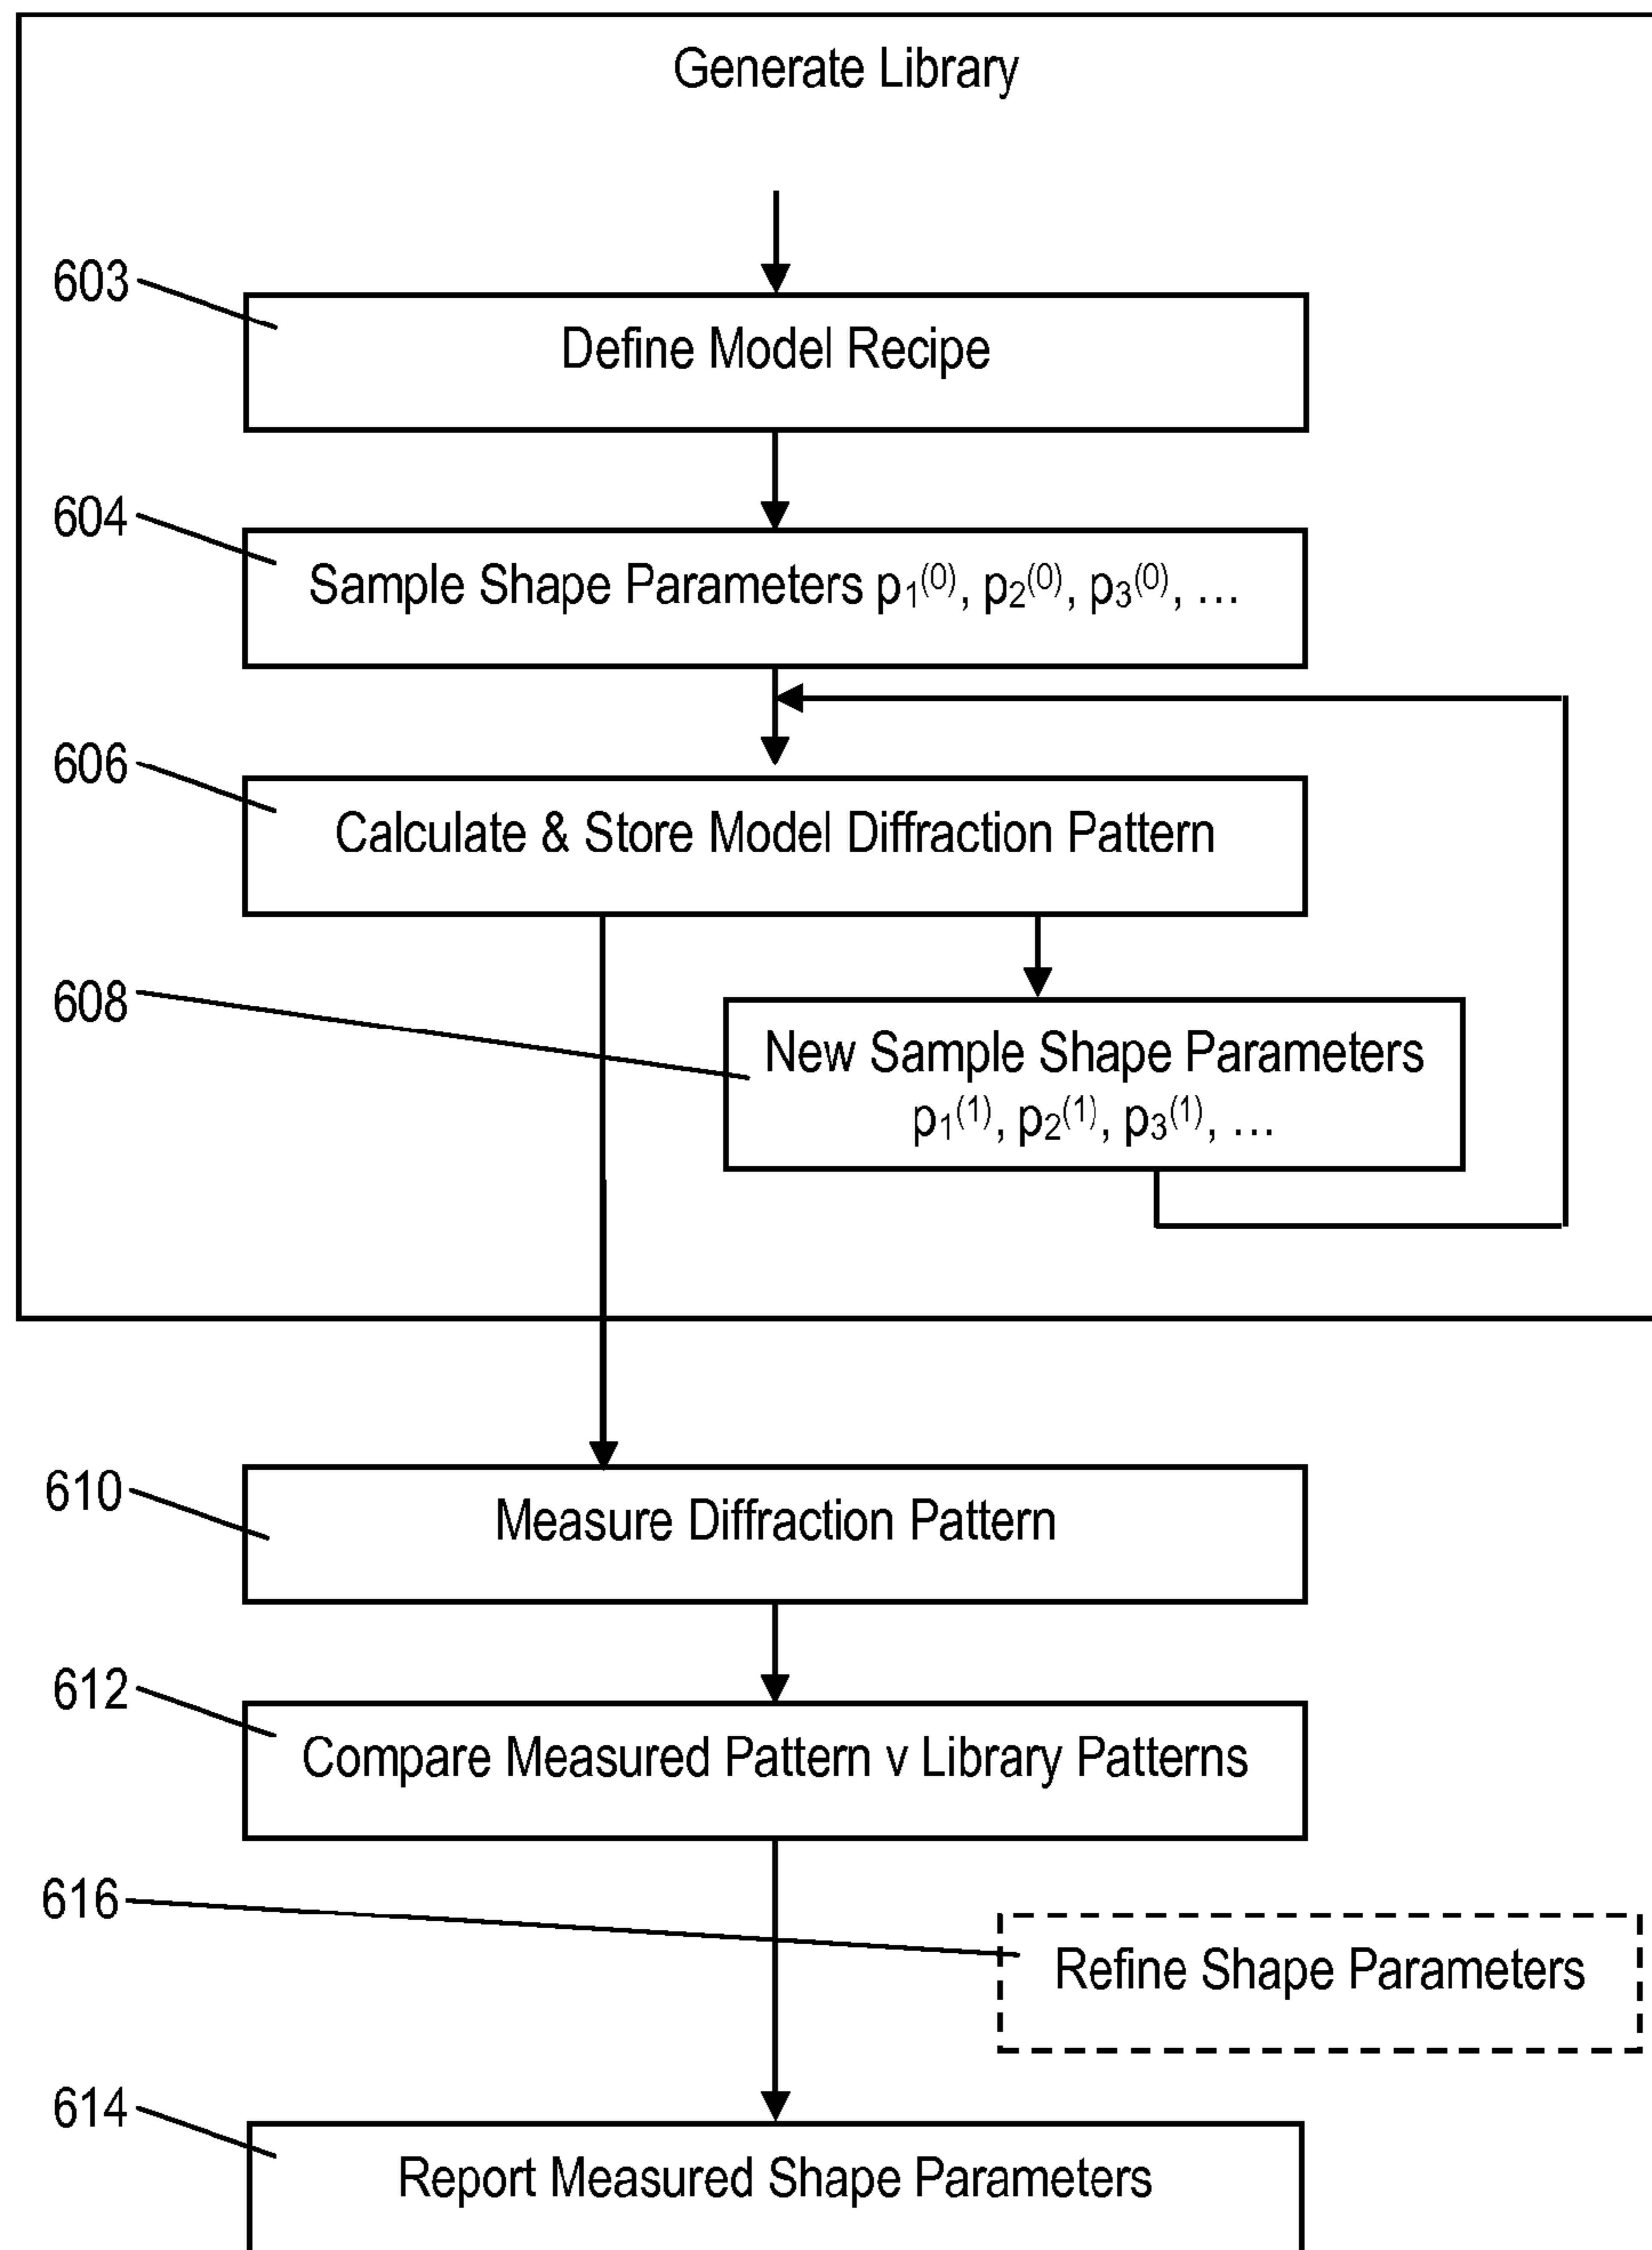 Generate Library
603
Define Model Recipe
604
Sample Shape Parameters p₁⁽⁰⁾, p₂⁽⁰⁾, p₃⁽⁰⁾, …
606
Calculate & Store Model Diffraction Pattern
608
New Sample Shape Parameters
p₁⁽¹⁾, p₂⁽¹⁾, p₃⁽¹⁾, …
610
Measure Diffraction Pattern
612
Compare Measured Pattern v Library Patterns
616
Refine Shape Parameters
614
Report Measured Shape Parameters